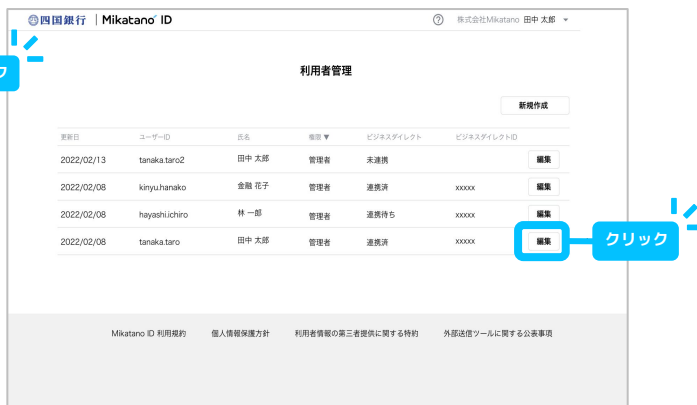 四国銀行 Mikatano ID ? 株式会社Mikatano 田中 太郎 ▼
ク
利用者管理
新規作成
更新日 ユーザーID 氏名 権限 ▼ ビジネスダイレクト ビジネスダイレクトID
2022/02/13 tanaka.taro2 田中 太郎 管理者 未連携 編集
2022/02/08 kinyu.hanako 金融 花子 管理者 連携済 xxxxx 編集
2022/02/08 hayashi.ichiro 林 一郎 管理者 連携待ち xxxxx 編集
2022/02/08 tanaka.taro 田中 太郎 管理者 連携済 xxxxx 編集
クリック
Mikatano ID 利用規約 個人情報保護方針 利用者情報の第三者提供に関する特約 外部送信ツールに関する公表事項